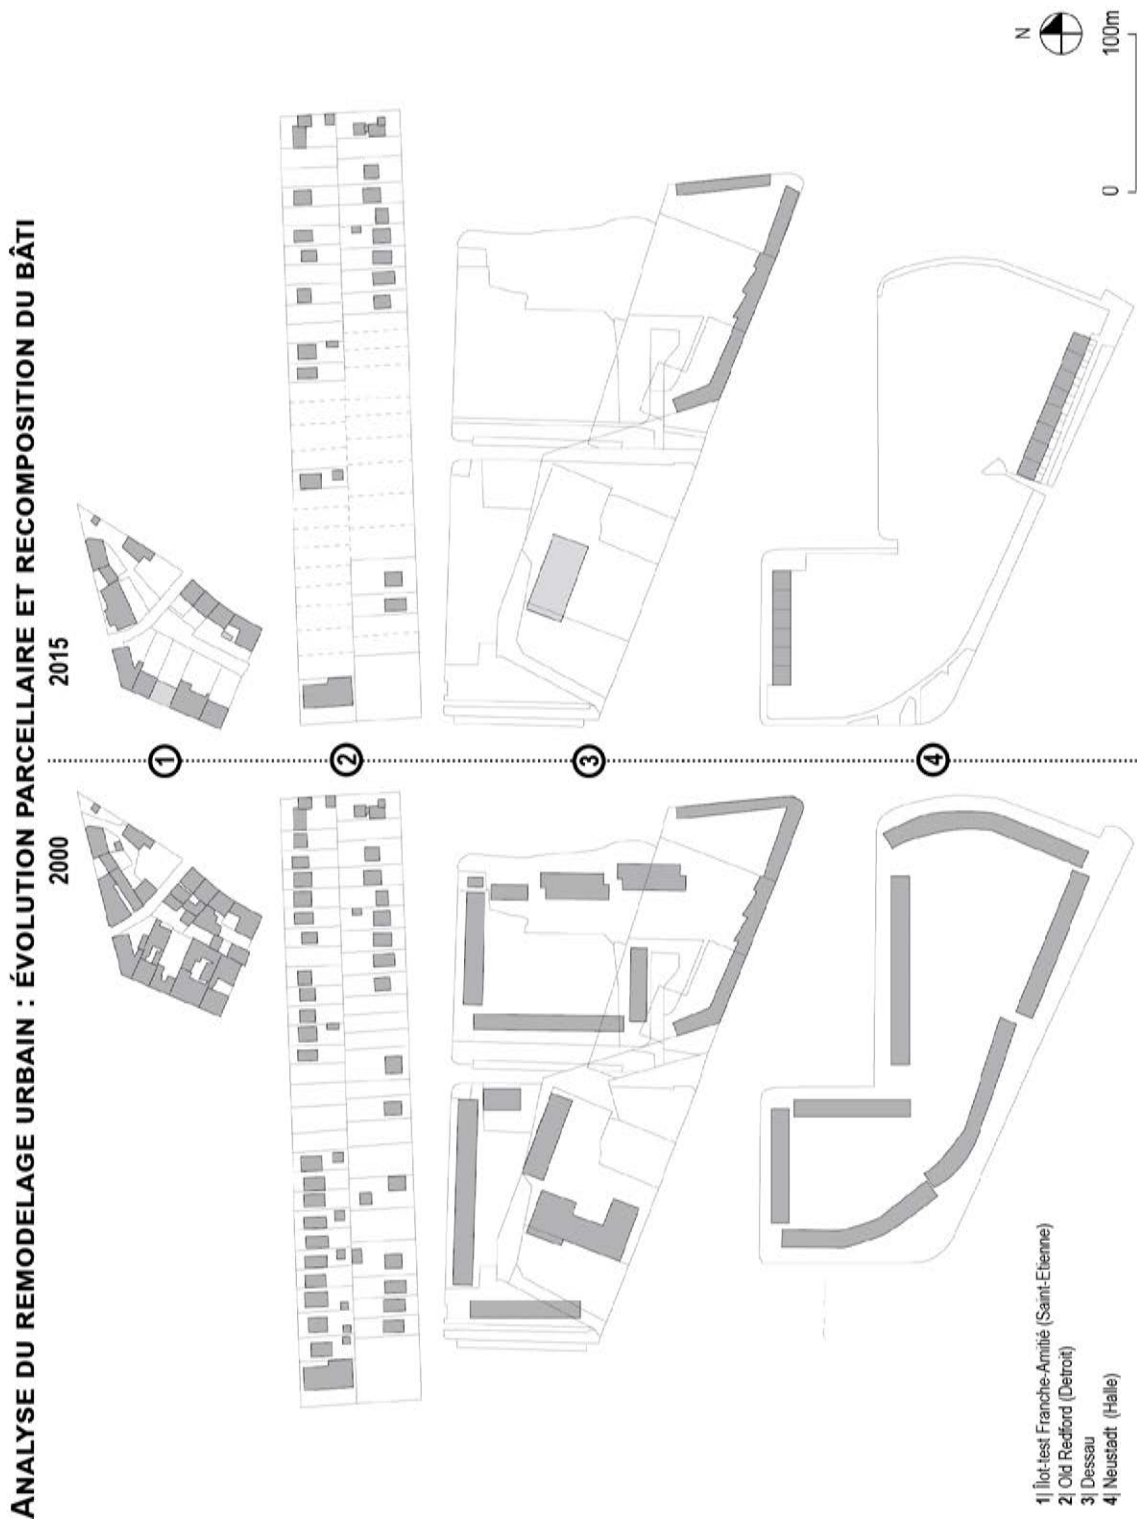 ANALYSE DU REMODELAGE URBAIN : ÉVOLUTION PARCELLAIRE ET RECOMPOSITION DU BÂTI
2000
2015
1
2
3
4
1| Îlot-test Franche-Amitié (Saint-Etienne)
2| Old Redford (Detroit)
3| Dessau
4| Neustadt (Halle)
N
0
100m